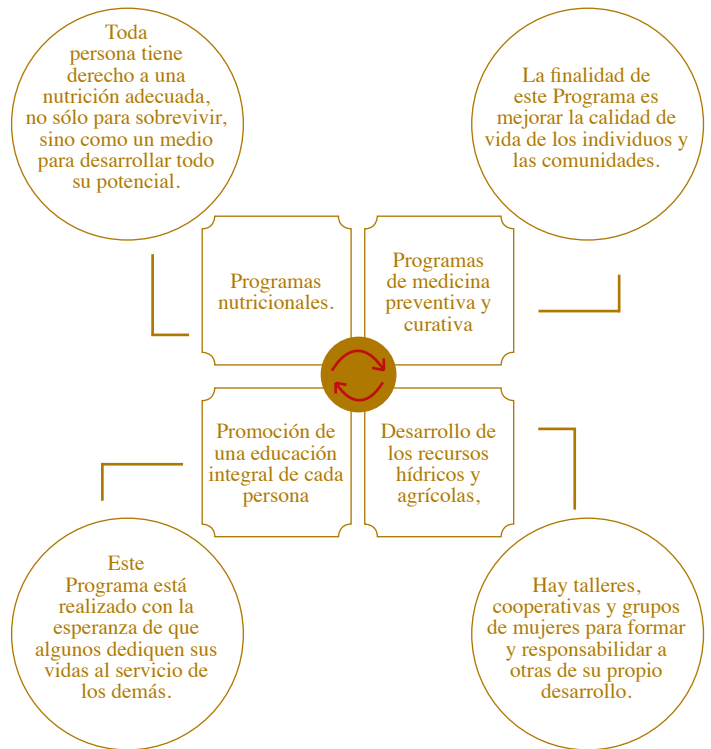 Toda
persona tiene
derecho a una
nutrición adecuada,
no sólo para sobrevivir,
sino como un medio
para desarrollar todo
su potencial.
La finalidad de
este Programa es
mejorar la calidad de
vida de los individuos y
las comunidades.
Programas
nutricionales.
Programas
de medicina
preventiva y
curativa
Promoción de
una educación
integral de cada
persona
Desarrollo de
los recursos
hídricos y
agrícolas,
Este
Programa está
realizado con la
esperanza de que
algunos dediquen sus
vidas al servicio de
los demás.
Hay talleres,
cooperativas y grupos
de mujeres para formar
y responsabilidar a
otras de su propio
desarrollo.